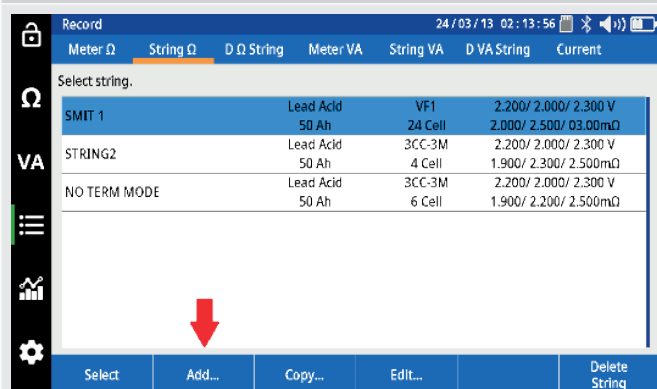 Record 24/03/13 02:13:56
Meter Ω String Ω D Ω String Meter VA String VA D VA String Current
Select string.
Ω
VA
SMIT 1 Lead Acid VF1 2.200/ 2.000/ 2.300 V
50 Ah 24 Cell 2.000/ 2.500/ 03.00mΩ
STRING2 Lead Acid 3CC-3M 2.200/ 2.000/ 2.300 V
50 Ah 4 Cell 1.900/ 2.300/ 2.500mΩ
NO TERM MODE Lead Acid 3CC-3M 2.200/ 2.000/ 2.300 V
50 Ah 6 Cell 1.900/ 2.200/ 2.500mΩ
Select Add... Copy... Edit... Delete String